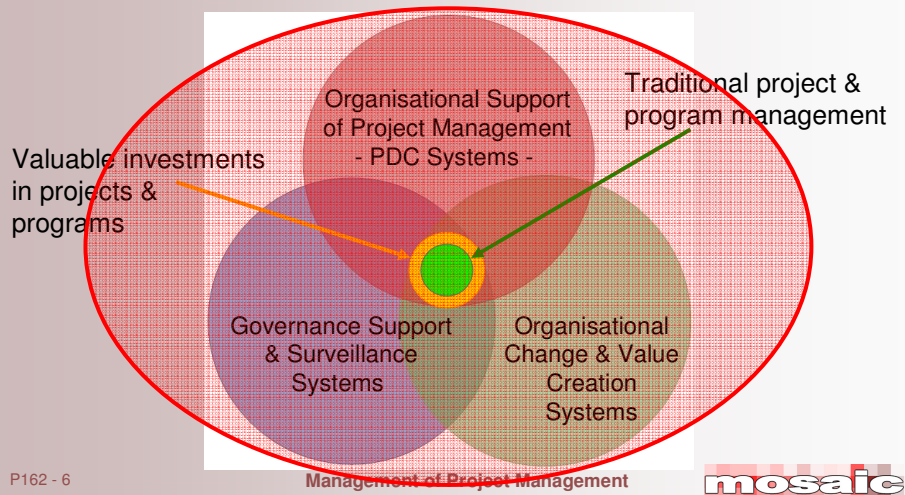 Organisational Support
of Project Management
- PDC Systems -
Traditional project &
program management
Valuable investments
in projects &
programs
Governance Support
& Surveillance
Systems
Organisational
Change & Value
Creation
Systems
P162 - 6
Management of Project Management
mosaic